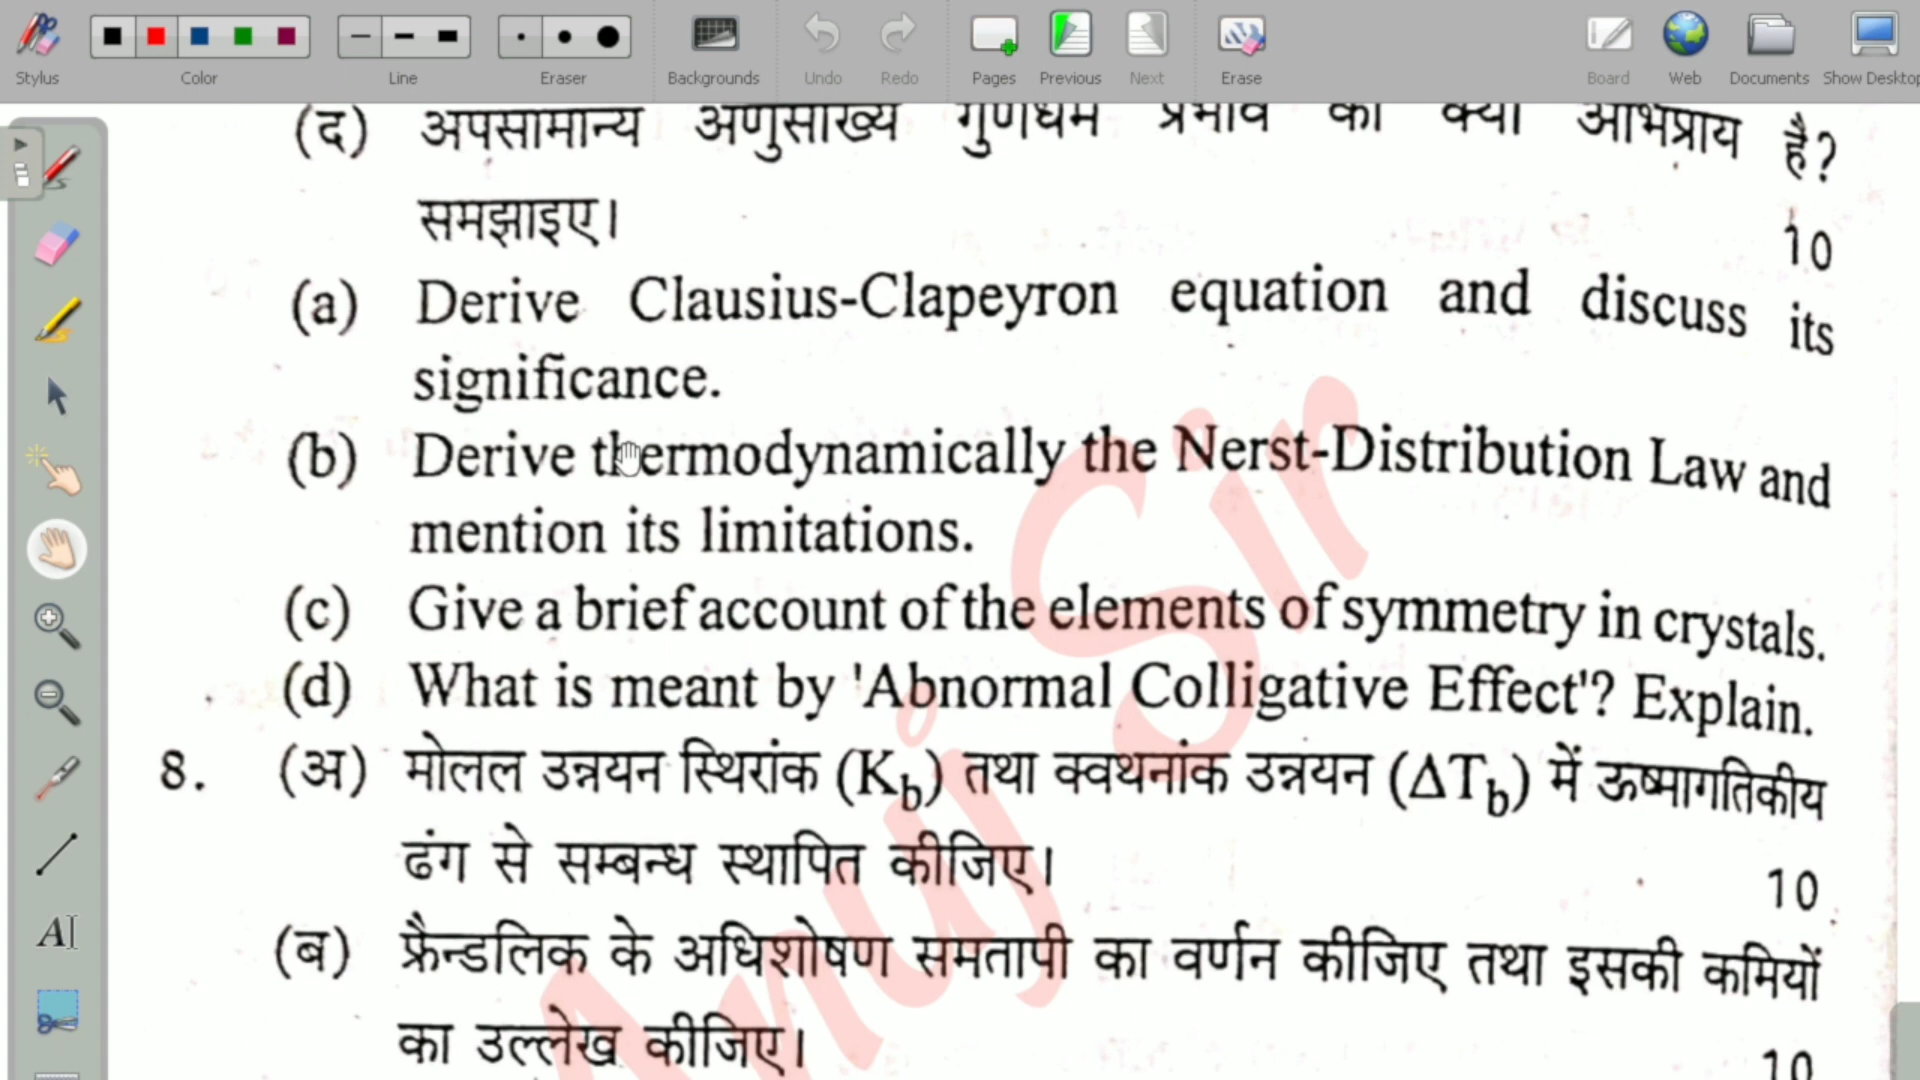 Stylus Color Line Eraser Backgrounds Undo Redo Pages Previous Next Erase Board Web Documents Show Desktop
(द) अपसामान्य अणुसांख्य गुणधर्म प्रभाव का क्या अभिप्राय है?
समझाइए। 10
(a) Derive Clausius-Clapeyron equation and discuss its
significance.
(b) Derive thermodynamically the Nerst-Distribution Law and
mention its limitations.
(c) Give a brief account of the elements of symmetry in crystals.
(d) What is meant by 'Abnormal Colligative Effect'? Explain.
8. (अ) मोलल उन्नयन स्थिरांक (K_b) तथा क्वथनांक उन्नयन (ΔT_b) में ऊष्मागतिकीय
ढंग से सम्बन्ध स्थापित कीजिए। 10
(ब) फ्रैन्डलिक के अधिशोषण समतापी का वर्णन कीजिए तथा इसकी कमियों
का उल्लेख कीजिए। 10
Anuj Sir